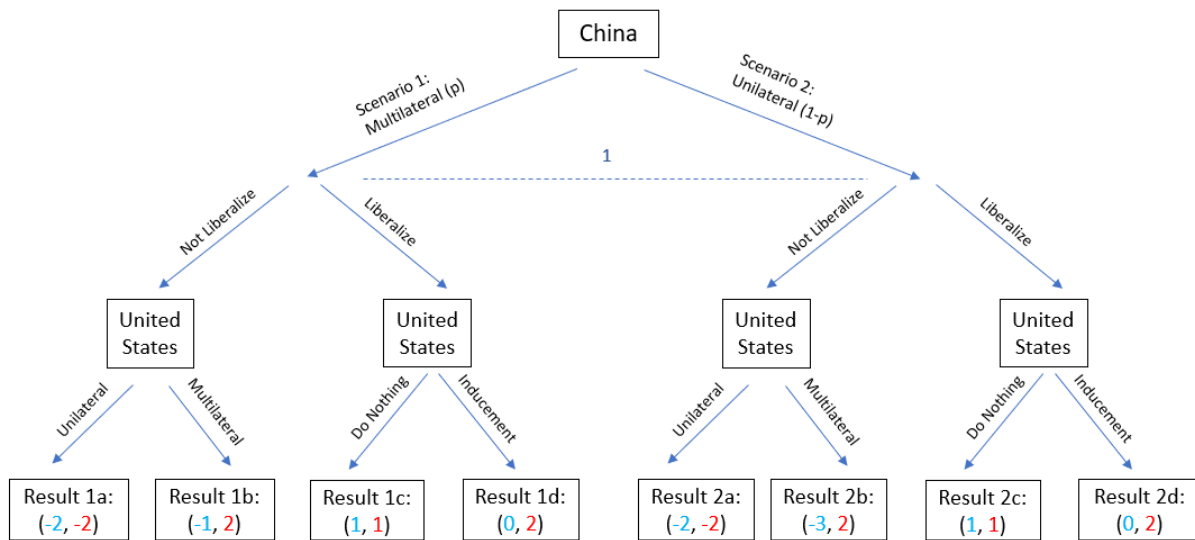 China
Scenario 1:
Multilateral (p)
Scenario 2:
Unilateral (1-p)
1
Not Liberalize
Liberalize
Not Liberalize
Liberalize
United
States
United
States
United
States
United
States
Unilateral
Multilateral
Do Nothing
Inducement
Unilateral
Multilateral
Do Nothing
Inducement
Result 1a:
(-2, -2)
Result 1b:
(-1, 2)
Result 1c:
(1, 1)
Result 1d:
(0, 2)
Result 2a:
(-2, -2)
Result 2b:
(-3, 2)
Result 2c:
(1, 1)
Result 2d:
(0, 2)